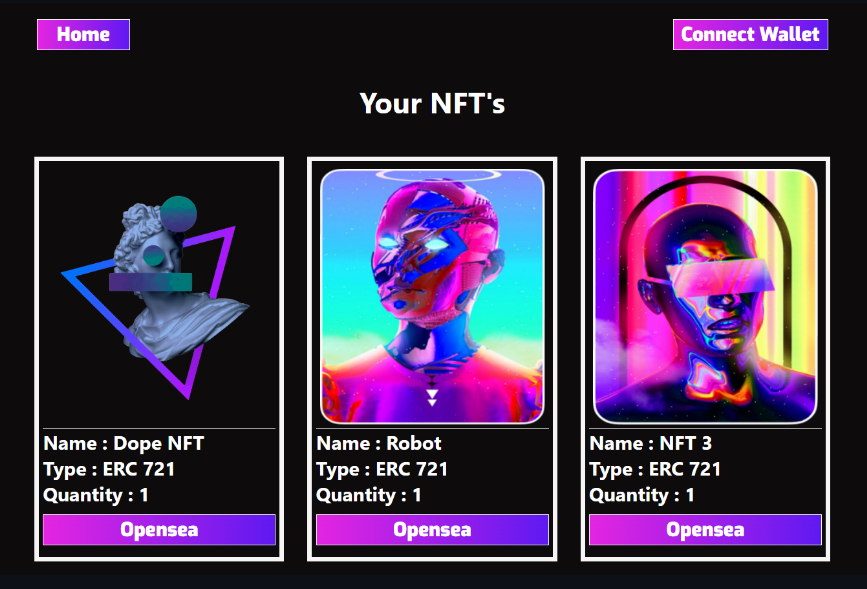 Home
Connect Wallet
Your NFT's
Name : Dope NFT
Type : ERC 721
Quantity : 1
Opensea
Name : Robot
Type : ERC 721
Quantity : 1
Opensea
Name : NFT 3
Type : ERC 721
Quantity : 1
Opensea